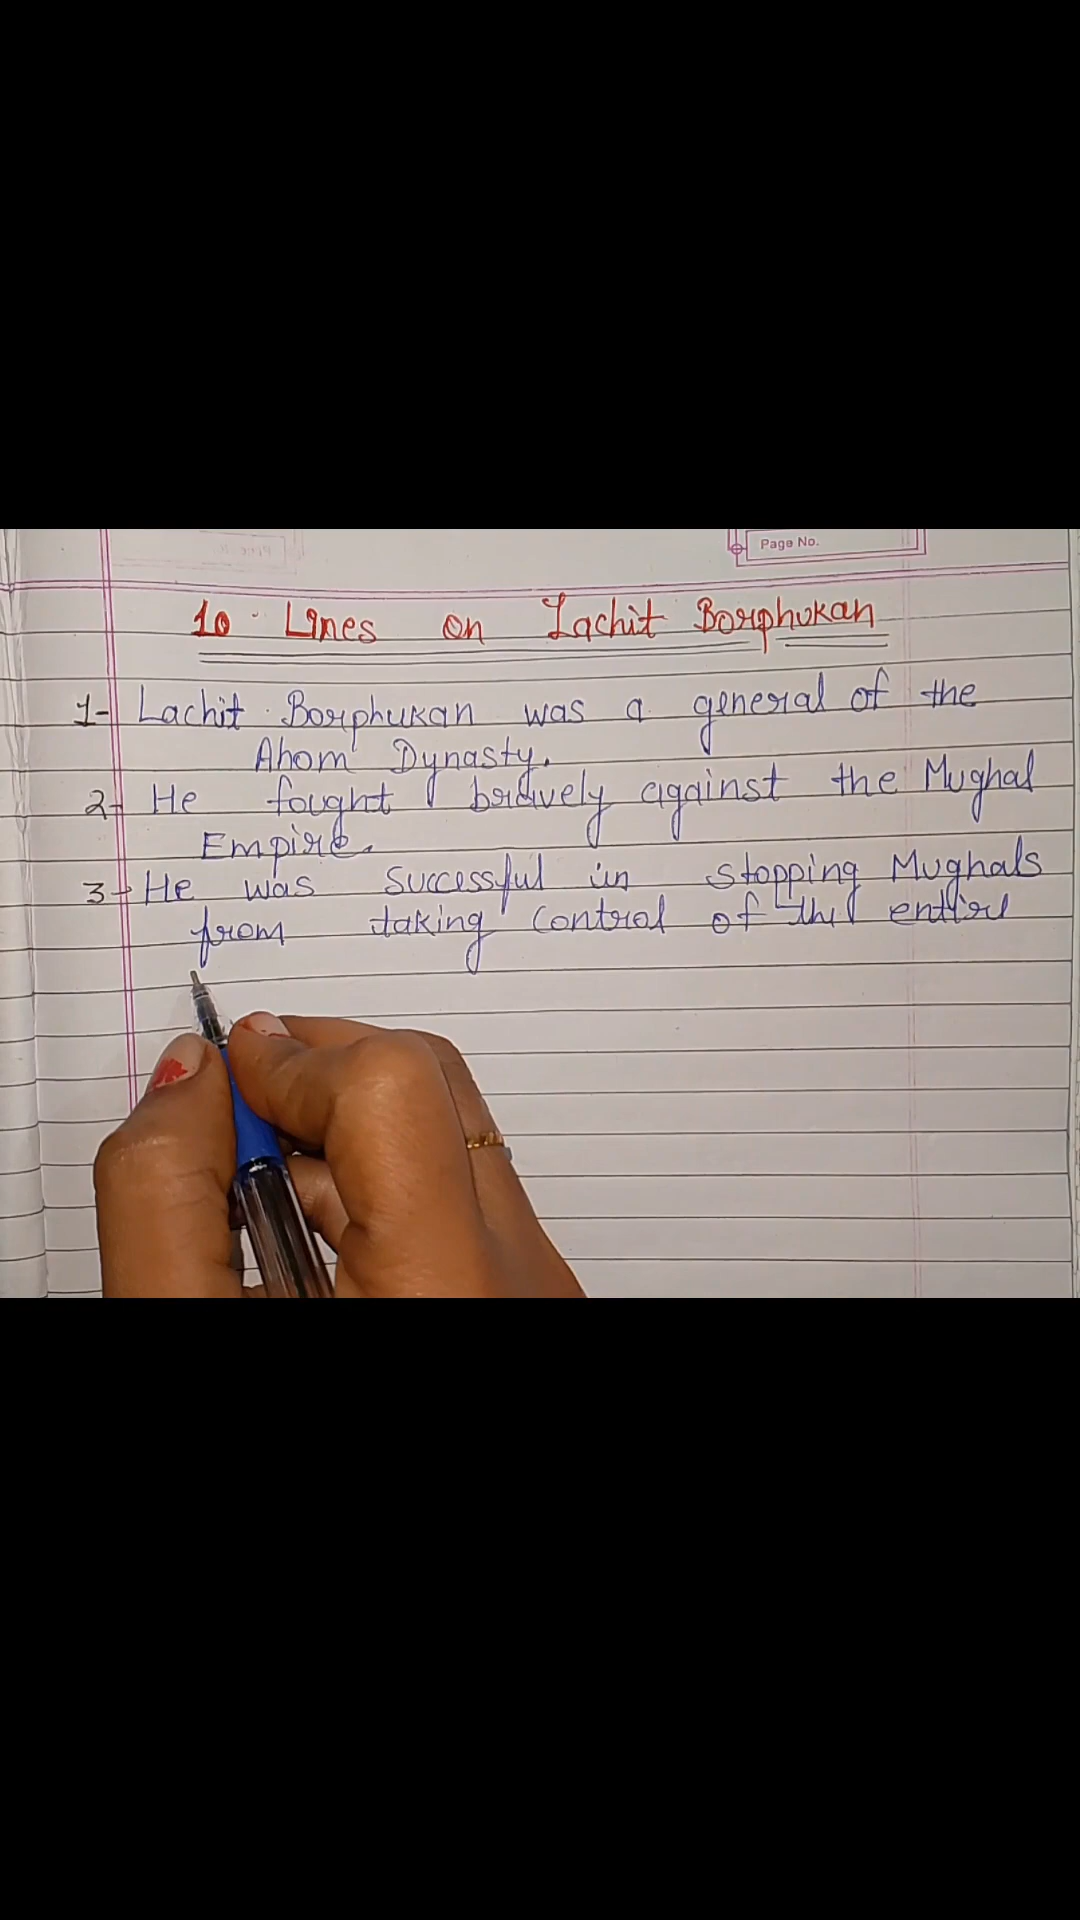 Page No.
10 Lines on Lachit Borphukan
1- Lachit Borphukan was a general of the
Ahom Dynasty.
2- He fought bravely against the Mughal
Empire.
3- He was successful in stopping Mughals
from taking control of the entire